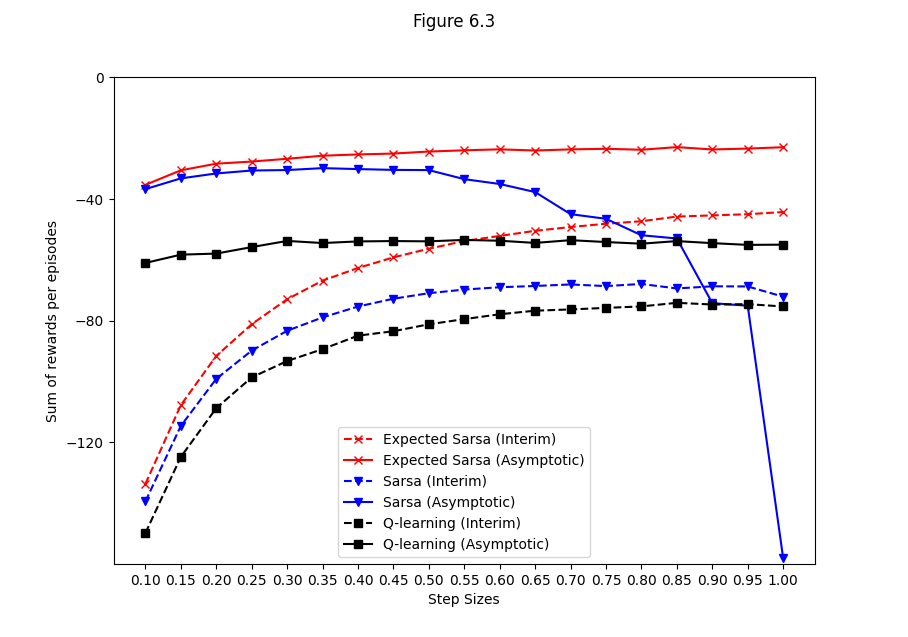 Figure 6.3
0
−40
−80
−120
Sum of rewards per episodes
Expected Sarsa (Interim)
Expected Sarsa (Asymptotic)
Sarsa (Interim)
Sarsa (Asymptotic)
Q-learning (Interim)
Q-learning (Asymptotic)
0.10 0.15 0.20 0.25 0.30 0.35 0.40 0.45 0.50 0.55 0.60 0.65 0.70 0.75 0.80 0.85 0.90 0.95 1.00
Step Sizes